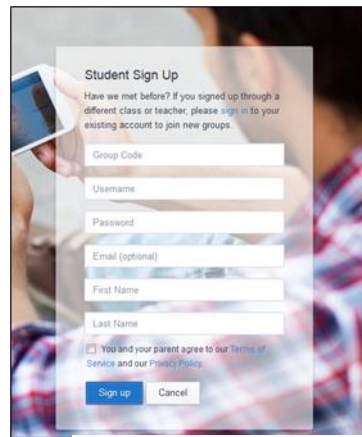 Student Sign Up
Have we met before? If you signed up through a
different class or teacher, please sign in to your
existing account to join new groups.
Group Code
Username
Password
Email (optional)
First Name
Last Name
You and your parent agree to our Terms of
Service and our Privacy Policy.
Sign up Cancel